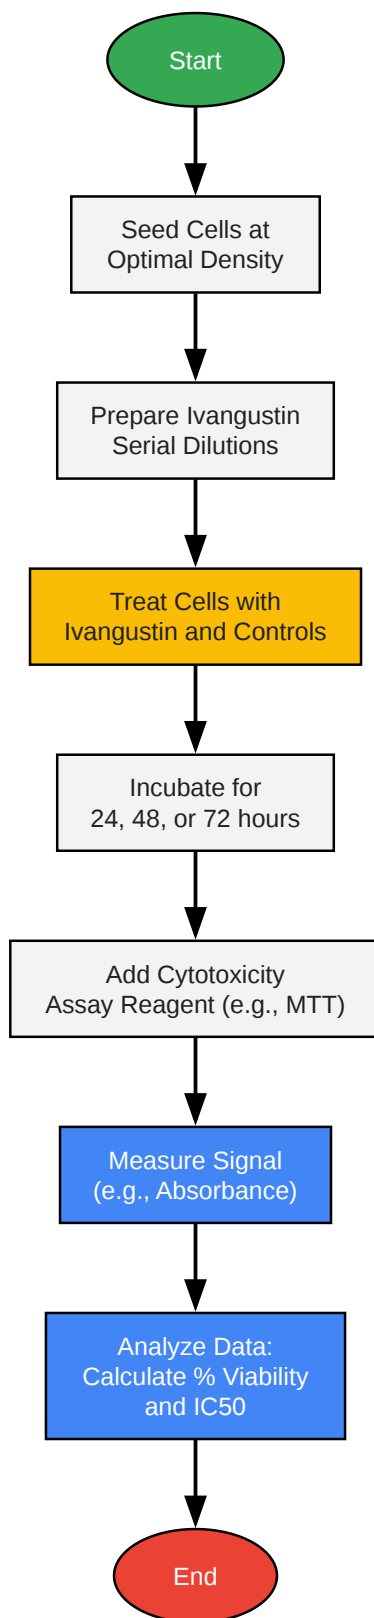 Start
Seed Cells at
Optimal Density
Prepare Ivangustin
Serial Dilutions
Treat Cells with
Ivangustin and Controls
Incubate for
24, 48, or 72 hours
Add Cytotoxicity
Assay Reagent (e.g., MTT)
Measure Signal
(e.g., Absorbance)
Analyze Data:
Calculate % Viability
and IC50
End